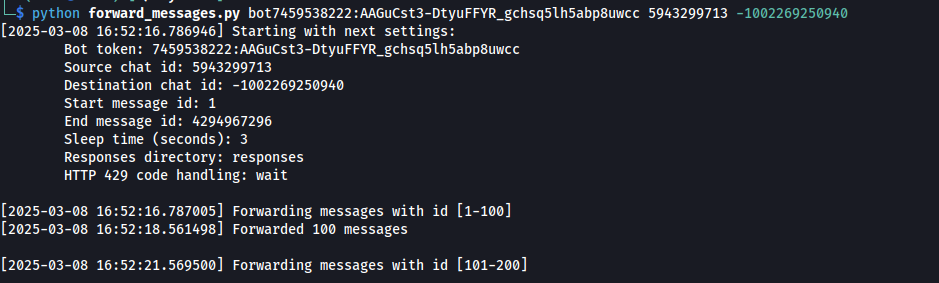 $ python forward_messages.py bot7459538222:AAGuCst3-DtyuFFYR_gchsq5lh5abp8uwcc 5943299713 -1002269250940
[2025-03-08 16:52:16.786946] Starting with next settings:
Bot token: 7459538222:AAGuCst3-DtyuFFYR_gchsq5lh5abp8uwcc
Source chat id: 5943299713
Destination chat id: -1002269250940
Start message id: 1
End message id: 4294967296
Sleep time (seconds): 3
Responses directory: responses
HTTP 429 code handling: wait
[2025-03-08 16:52:16.787005] Forwarding messages with id [1-100]
[2025-03-08 16:52:18.561498] Forwarded 100 messages
[2025-03-08 16:52:21.569500] Forwarding messages with id [101-200]